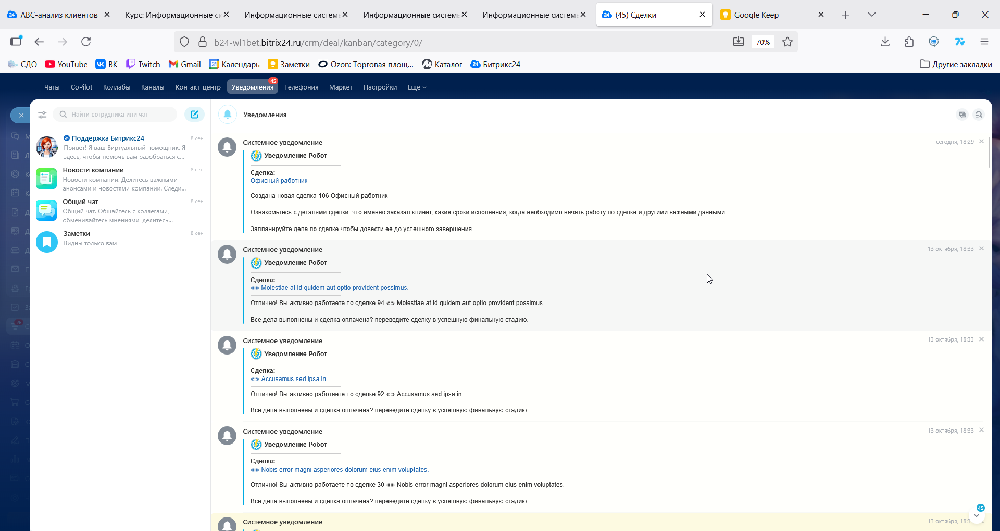 АВС-анализ клиентов
Курс: Информационные си
Информационные системы
Информационные системы
Информационные системы
(45) Сделки
Google Keep
b24-wl1bet.bitrix24.ru/crm/deal/kanban/category/0/
70%
СДО
YouTube
ВК
Twitch
Gmail
Календарь
Заметки
Ozon: Торговая площ...
Каталог
Битрикс24
Другие закладки
Чаты
CoPilot
Коллабы
Каналы
Контакт-центр
Уведомления
45
Телефония
Маркет
Настройки
Еще
Найти сотрудника или чат
Поддержка Битрикс24
8 сен
Привет! Я ваш Виртуальный помощник. Я
здесь, чтобы помочь вам разобраться с...
Новости компании
8 сен
Новости компании. Делитесь важными
анонсами и новостями компании. Следи...
Общий чат
8 сен
Общий чат. Общайтесь с коллегами,
обменивайтесь мнениями, делитесь...
Заметки
8 сен
Видны только вам
26
Уведомления
Системное уведомление
сегодня, 18:29
Уведомление Робот
Сделка:
Офисный работник
Создана новая сделка 106 Офисный работник
Ознакомьтесь с деталями сделки: что именно заказал клиент, какие сроки исполнения, когда необходимо начать работу по сделке и другими важными данными.
Запланируйте дела по сделке чтобы довести ее до успешного завершения.
Системное уведомление
13 октября, 18:33
Уведомление Робот
Сделка:
Molestiae at id quidem aut optio provident possimus.
Отлично! Вы активно работаете по сделке 94 Molestiae at id quidem aut optio provident possimus.
Все дела выполнены и сделка оплачена? переведите сделку в успешную финальную стадию.
Системное уведомление
13 октября, 18:33
Уведомление Робот
Сделка:
Accusamus sed ipsa in.
Отлично! Вы активно работаете по сделке 92 Accusamus sed ipsa in.
Все дела выполнены и сделка оплачена? переведите сделку в успешную финальную стадию.
Системное уведомление
13 октября, 18:33
Уведомление Робот
Сделка:
Nobis error magni asperiores dolorum eius enim voluptates.
Отлично! Вы активно работаете по сделке 30 Nobis error magni asperiores dolorum eius enim voluptates.
Все дела выполнены и сделка оплачена? переведите сделку в успешную финальную стадию.
45
Системное уведомление
13 октября,